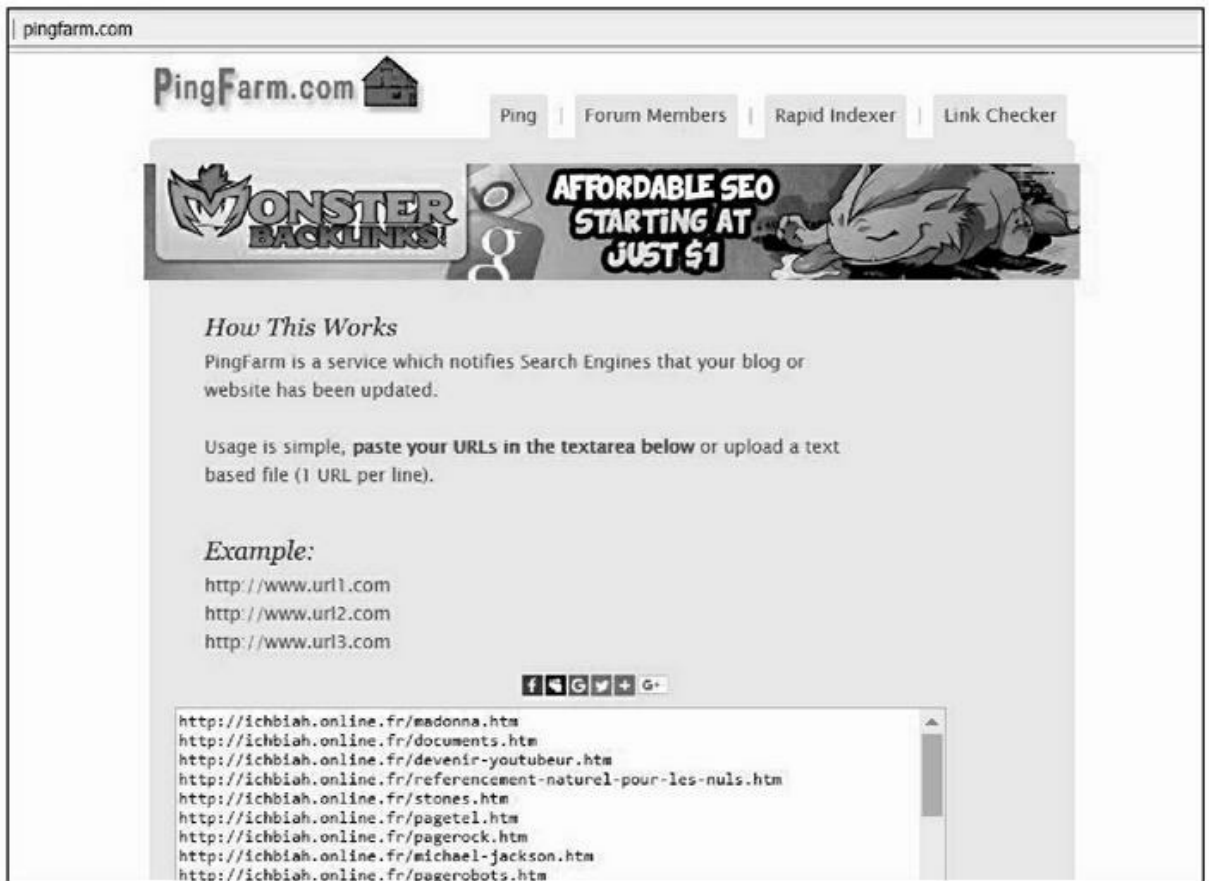 pingfarm.com
PingFarm.com
Ping | Forum Members | Rapid Indexer | Link Checker
MONSTER
BACKLINKS!
g
AFFORDABLE SEO
STARTING AT
JUST $1
How This Works
PingFarm is a service which notifies Search Engines that your blog or
website has been updated.
Usage is simple, paste your URLs in the textarea below or upload a text
based file (1 URL per line).
Example:
http://www.url1.com
http://www.url2.com
http://www.url3.com
f G + G+
http://ichbiah.online.fr/madonna.htm
http://ichbiah.online.fr/documents.htm
http://ichbiah.online.fr/devenir-youtubeur.htm
http://ichbiah.online.fr/referencement-naturel-pour-les-nuls.htm
http://ichbiah.online.fr/stones.htm
http://ichbiah.online.fr/pagetel.htm
http://ichbiah.online.fr/pagerock.htm
http://ichbiah.online.fr/michael-jackson.htm
http://ichbiah.online.fr/pagerobots.htm